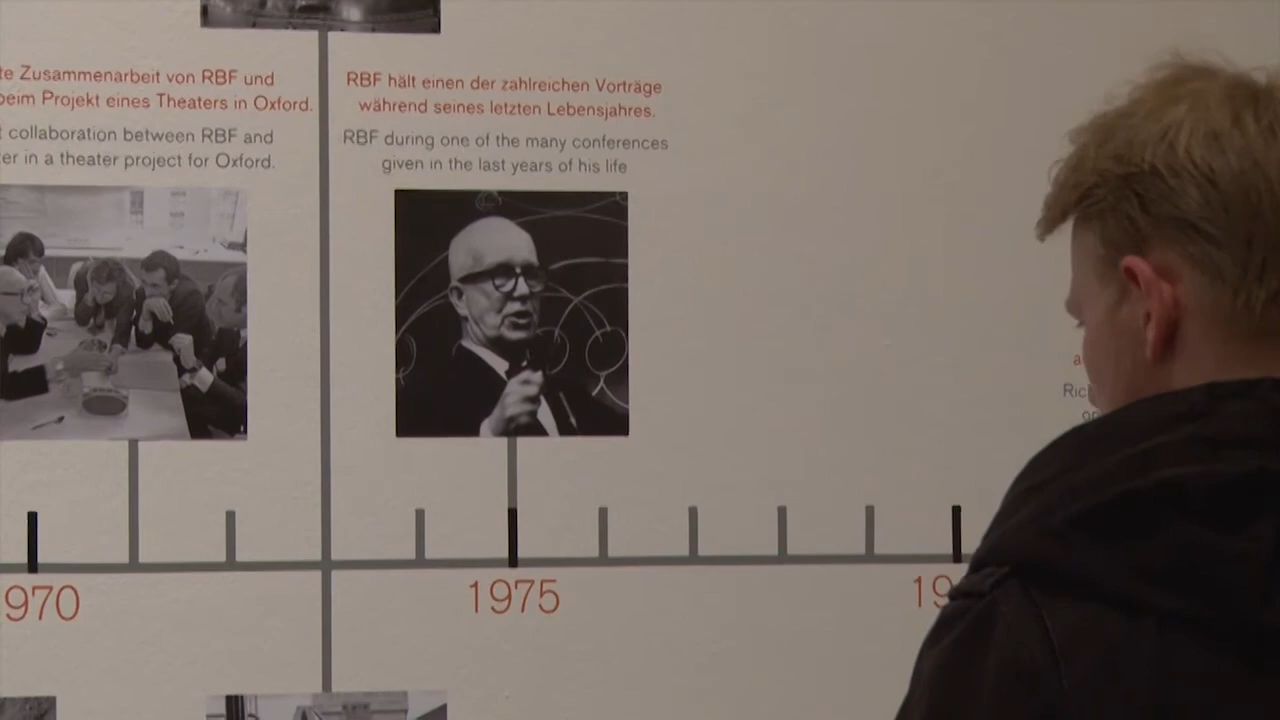 te Zusammenarbeit von RBF und
beim Projekt eines Theaters in Oxford.
collaboration between RBF and
er in a theater project for Oxford.
RBF hält einen der zahlreichen Vorträge
während seines letzten Lebensjahres.
RBF during one of the many conferences
given in the last years of his life
Ric
970
1975
19